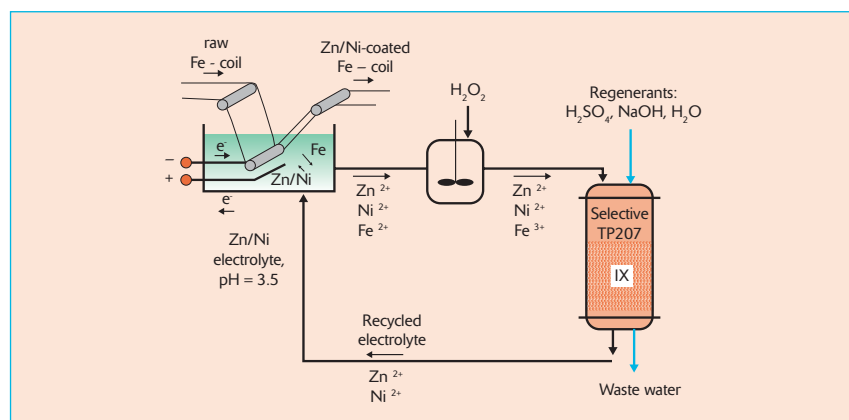 raw
Fe - coil
Zn/Ni-coated
Fe – coil
H₂O₂
Regenerants:
H₂SO₄, NaOH, H₂O
e⁻
Fe
–
+
Zn/Ni
e⁻
Zn ²⁺
Ni ²⁺
Fe ²⁺
Zn ²⁺
Ni ²⁺
Fe ³⁺
Selective
TP207
IX
Zn/Ni
electrolyte,
pH = 3.5
Recycled
electrolyte
Zn ²⁺
Ni ²⁺
Waste water